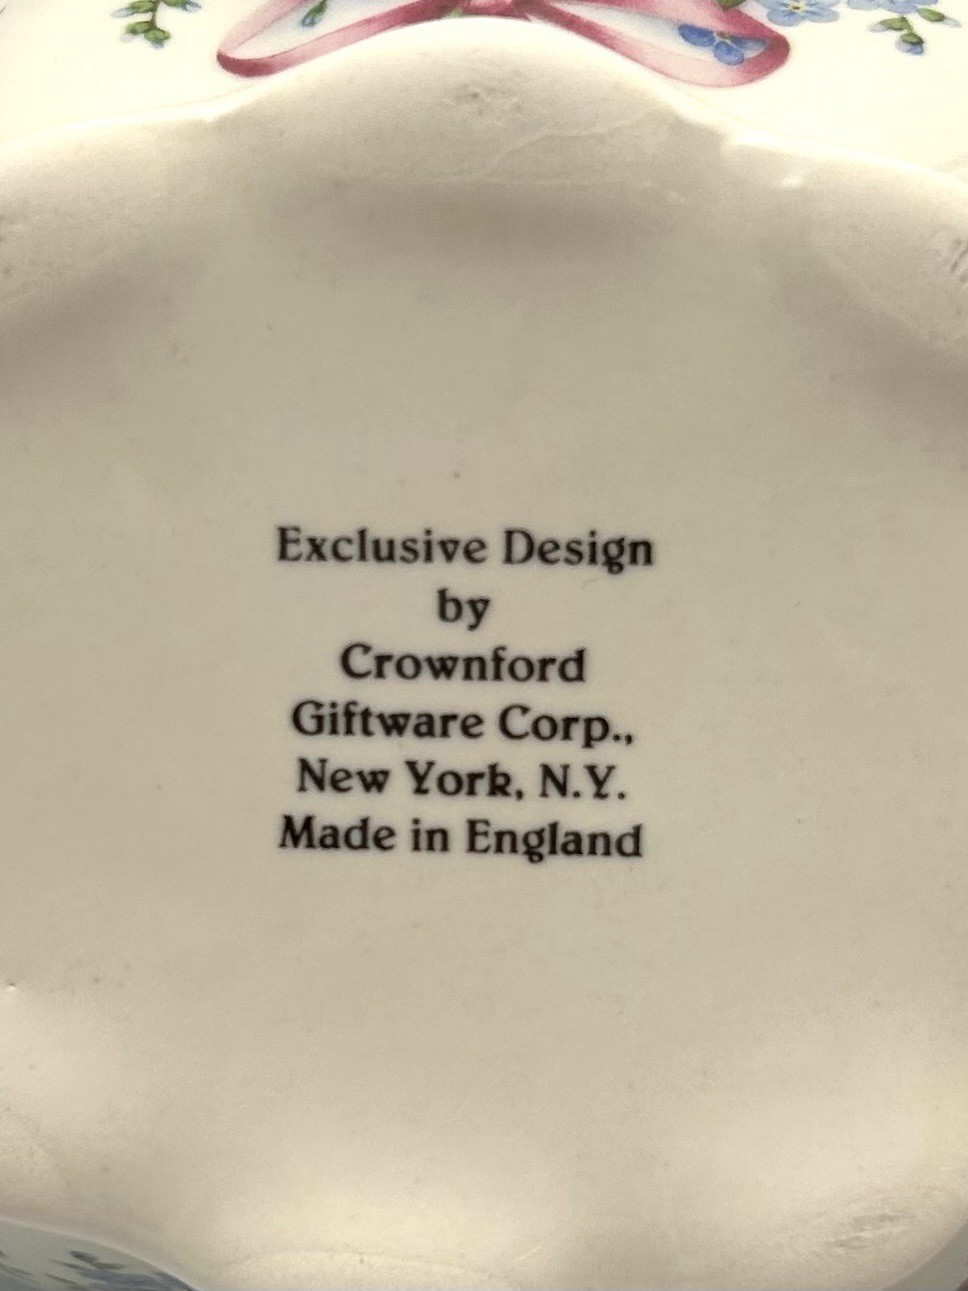 Exclusive Design
by
Crownford
Giftware Corp.,
New York, N.Y.
Made in England